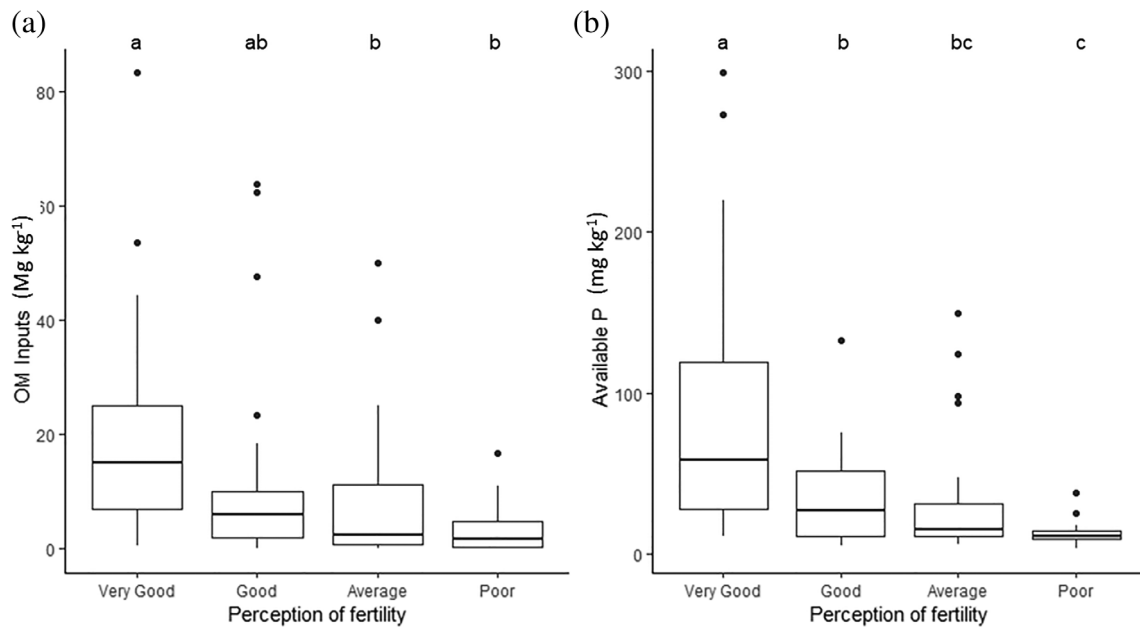 (a)
a ab b b
80
60
40
20
0
OM Inputs (Mg kg⁻¹)
Very Good Good Average Poor
Perception of fertility
(b)
a b bc c
300
200
100
0
Available P (mg kg⁻¹)
Very Good Good Average Poor
Perception of fertility